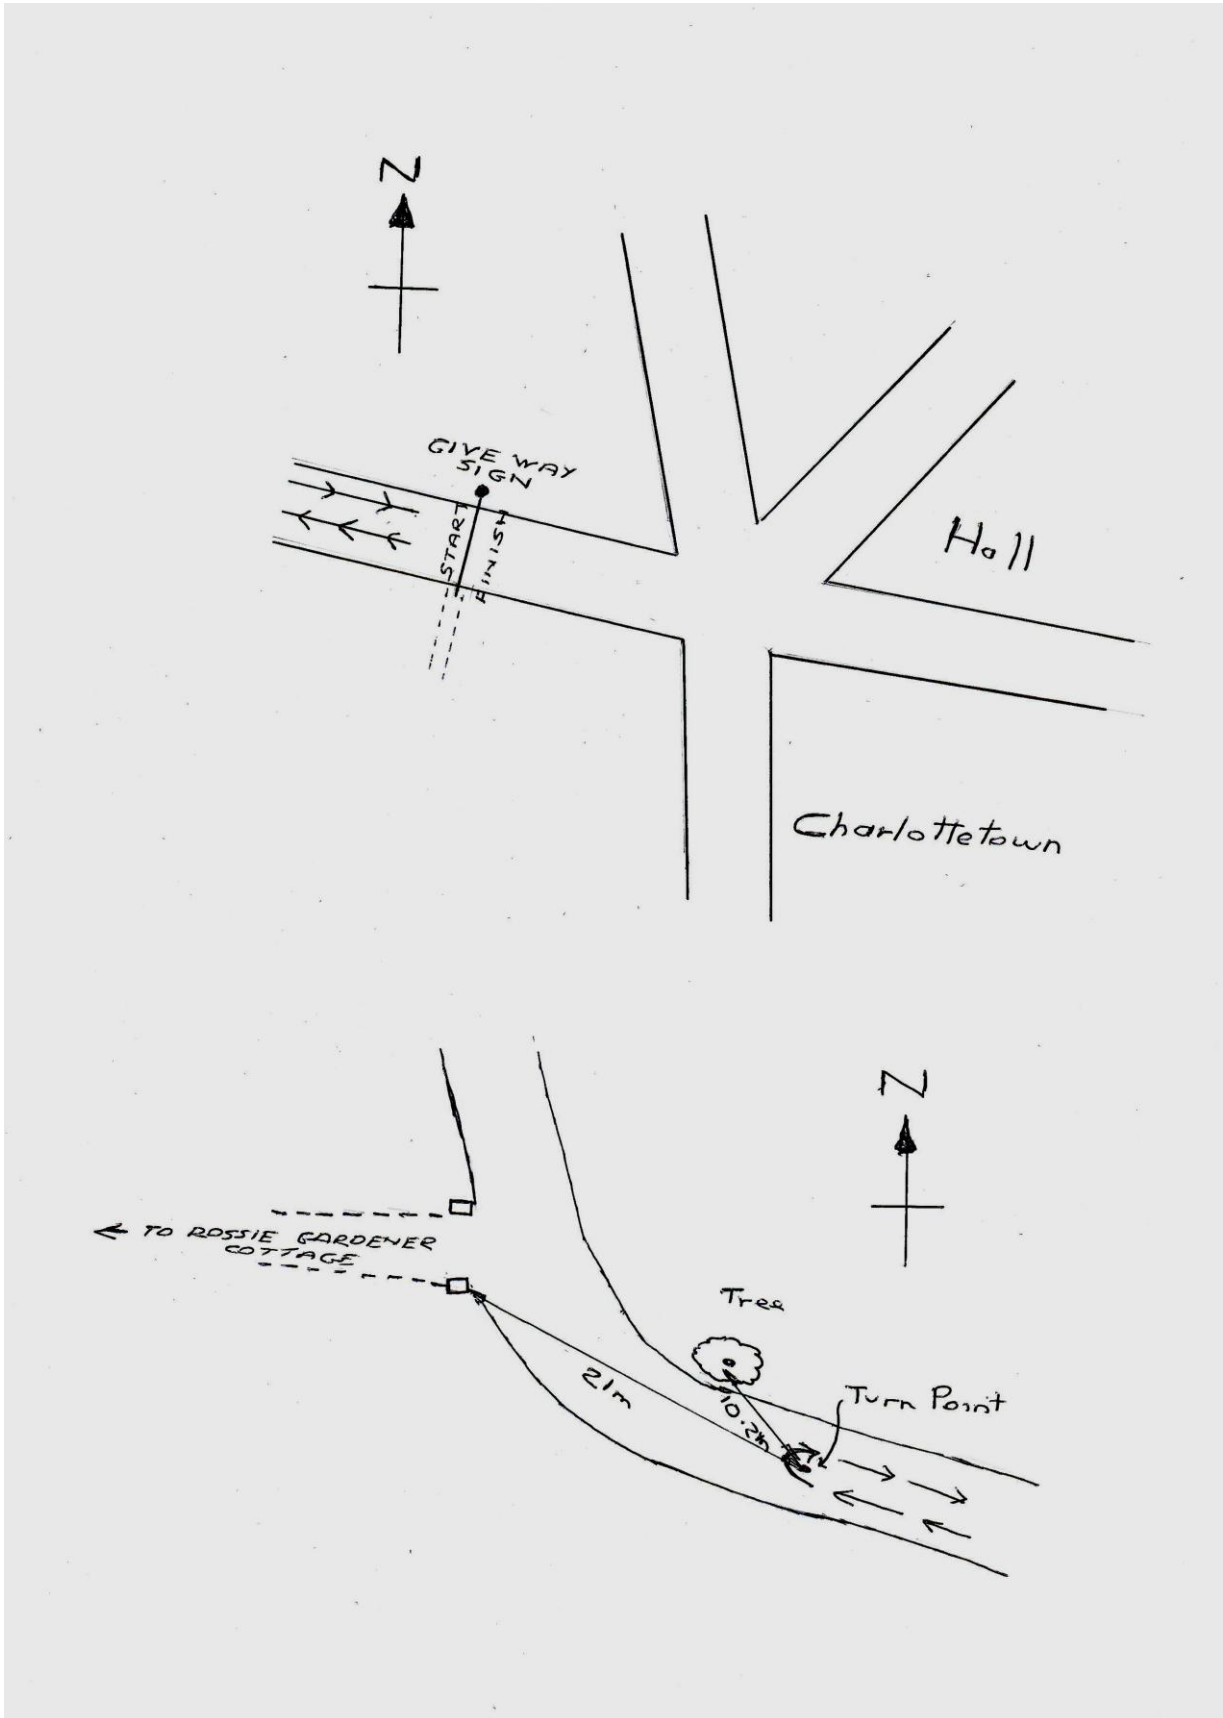 N
GIVE WAY
SIGN
START
FINISH
Hall
Charlottetown
N
← TO ROSSIE GARDENER
COTTAGE
Tree
21m
10.2m
Turn Point